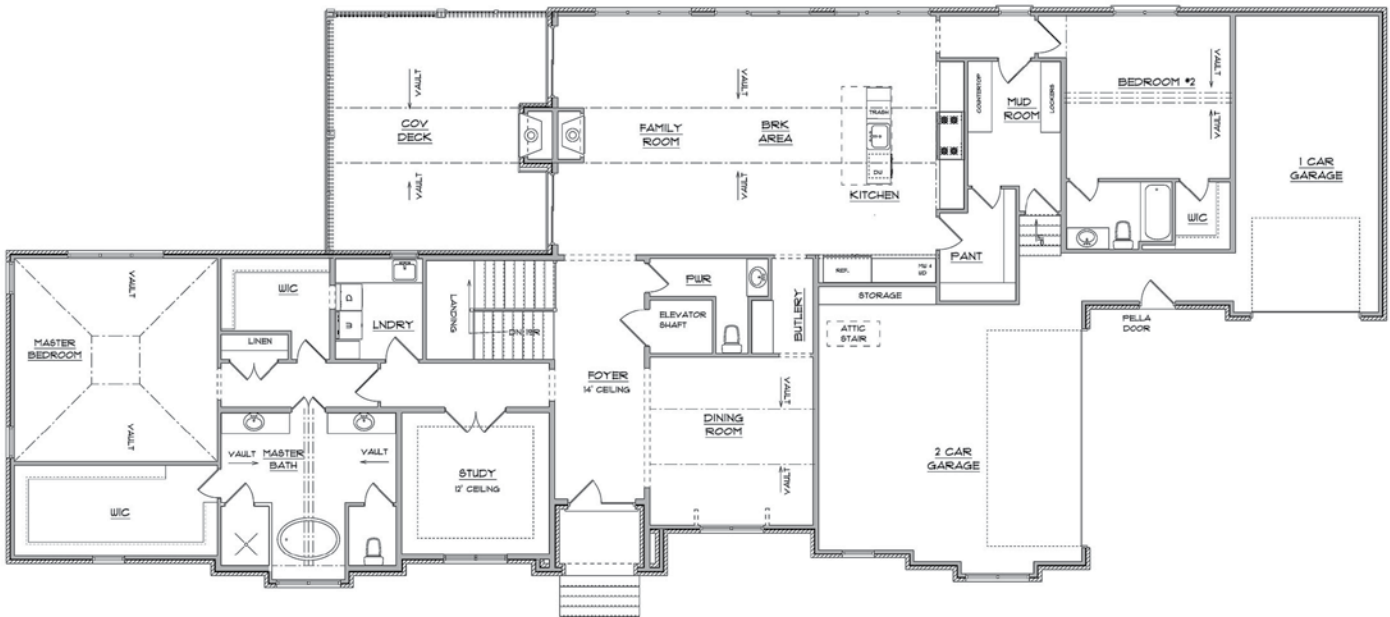 VAULT
COV
DECK
VAULT
FAMILY
ROOM
VAULT
BRK
AREA
VAULT
TRASH
DW
KITCHEN
COUNTERTOP
MUD
ROOM
LOCKERS
BEDROOM #2
VAULT
VAULT
1 CAR
GARAGE
WIC
PANT
REF.
STORAGE
ATTIC
STAIR
PELLA
DOOR
2 CAR
GARAGE
MASTER
BEDROOM
VAULT
VAULT
WIC
LINEN
D
W
LNDRY
LANDING
PWR
ELEVATOR
SHAFT
BUTLERY
FOYER
14' CEILING
DINING
ROOM
VAULT
VAULT
VAULT
MASTER
BATH
VAULT
STUDY
12' CEILING
WIC